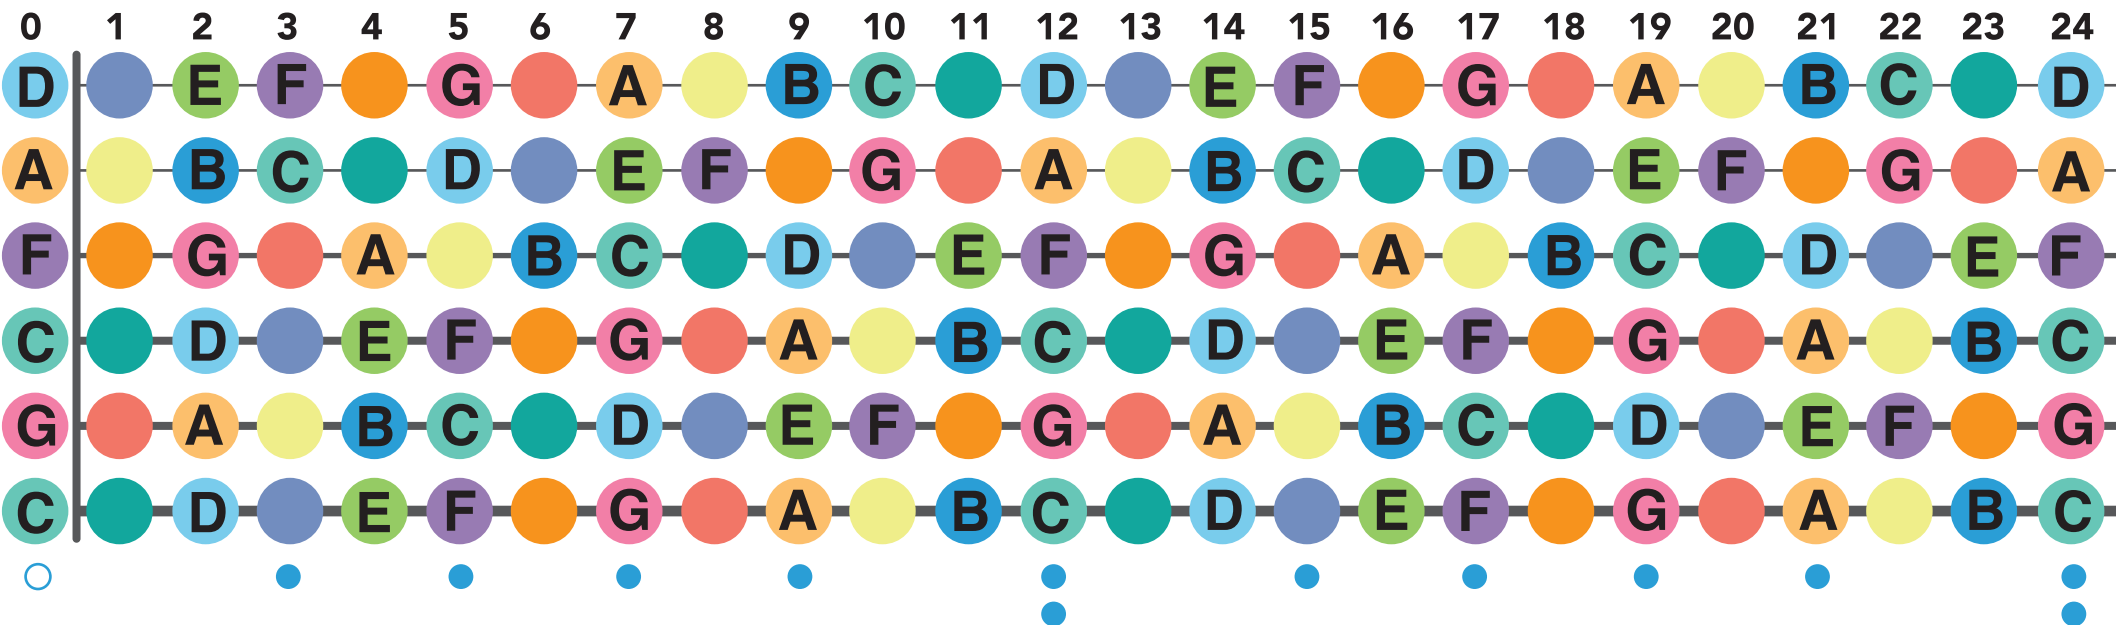 0 1 2 3 4 5 6 7 8 9 10 11 12 13 14 15 16 17 18 19 20 21 22 23 24
D E F G A B C D E F G A B C D
A B C D E F G A B C D E F G A
F G A B C D E F G A B C D E F
C D E F G A B C D E F G A B C
G A B C D E F G A B C D E F G
C D E F G A B C D E F G A B C